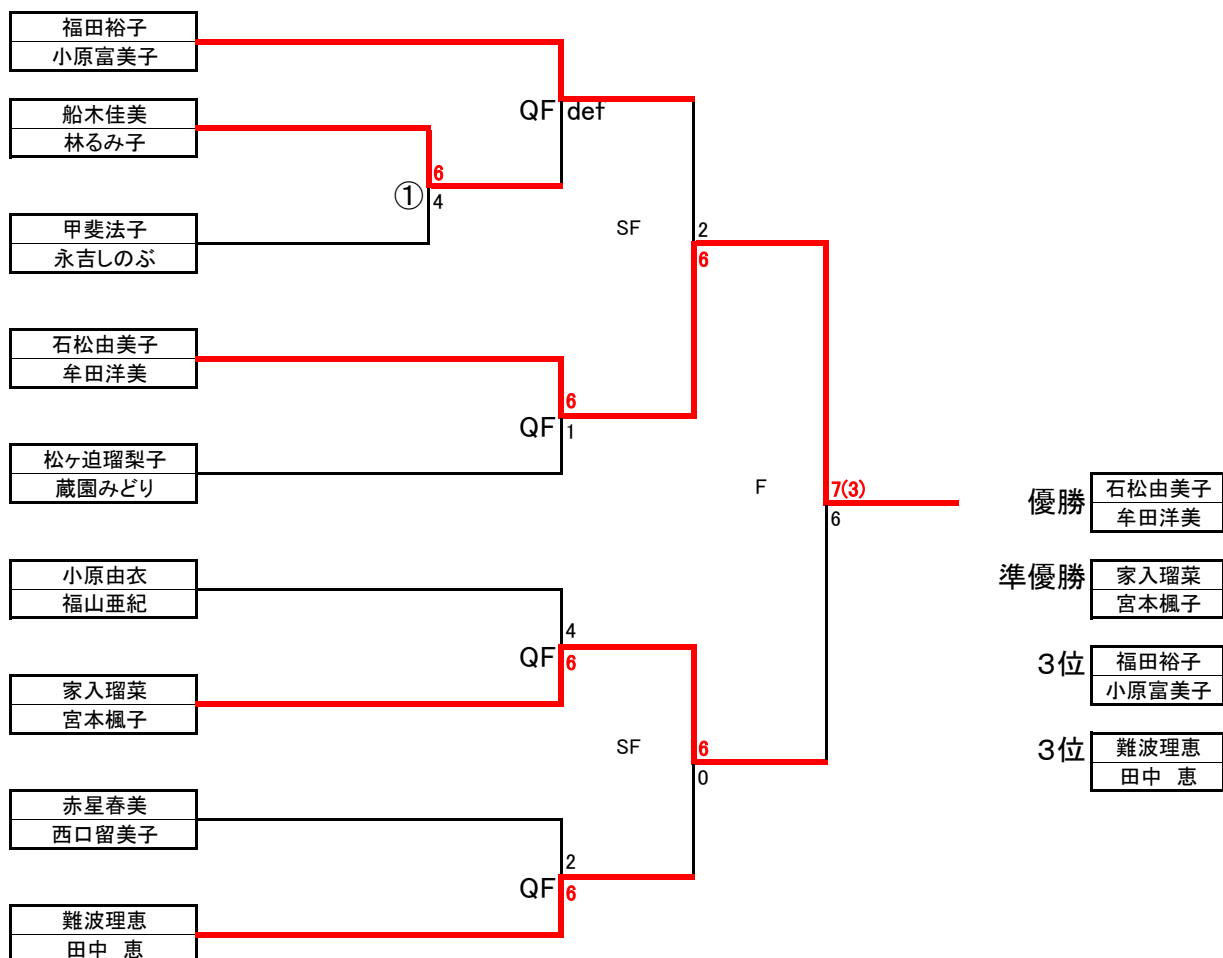 福田裕子
小原富美子
QF def
船木佳美
林るみ子
6
① 4
甲斐法子
永吉しのぶ
SF 2
6
石松由美子
牟田洋美
6
QF 1
松ヶ迫瑠梨子
蔵園みどり
F 7(3)
6
優勝 石松由美子
牟田洋美
小原由衣
福山亜紀
準優勝 家入瑠菜
宮本楓子
4
QF 6
家入瑠菜
宮本楓子
3位 福田裕子
小原富美子
SF 6
0
3位 難波理恵
田中 恵
赤星春美
西口留美子
2
QF 6
難波理恵
田中 恵